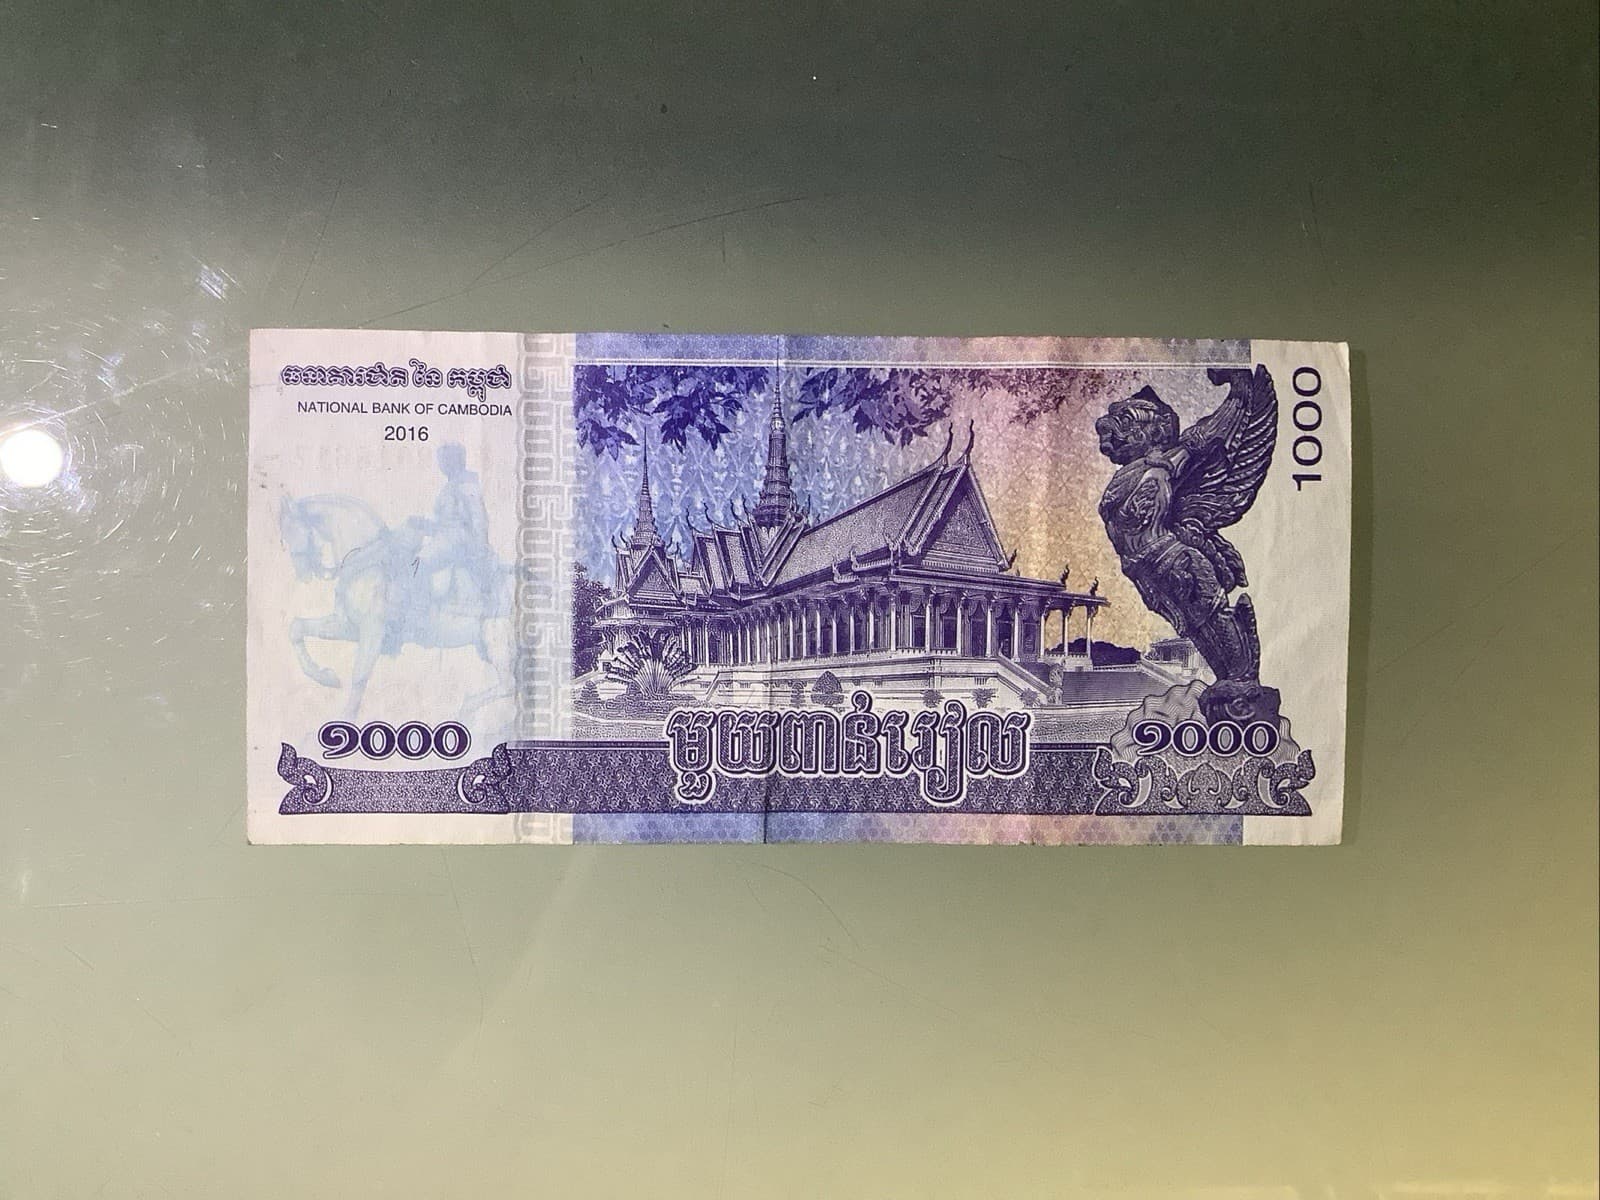 ធនាគារជាតិ នៃ កម្ពុជា
NATIONAL BANK OF CAMBODIA
2016
1000
១០០០
មួយពាន់រៀល
១០០០